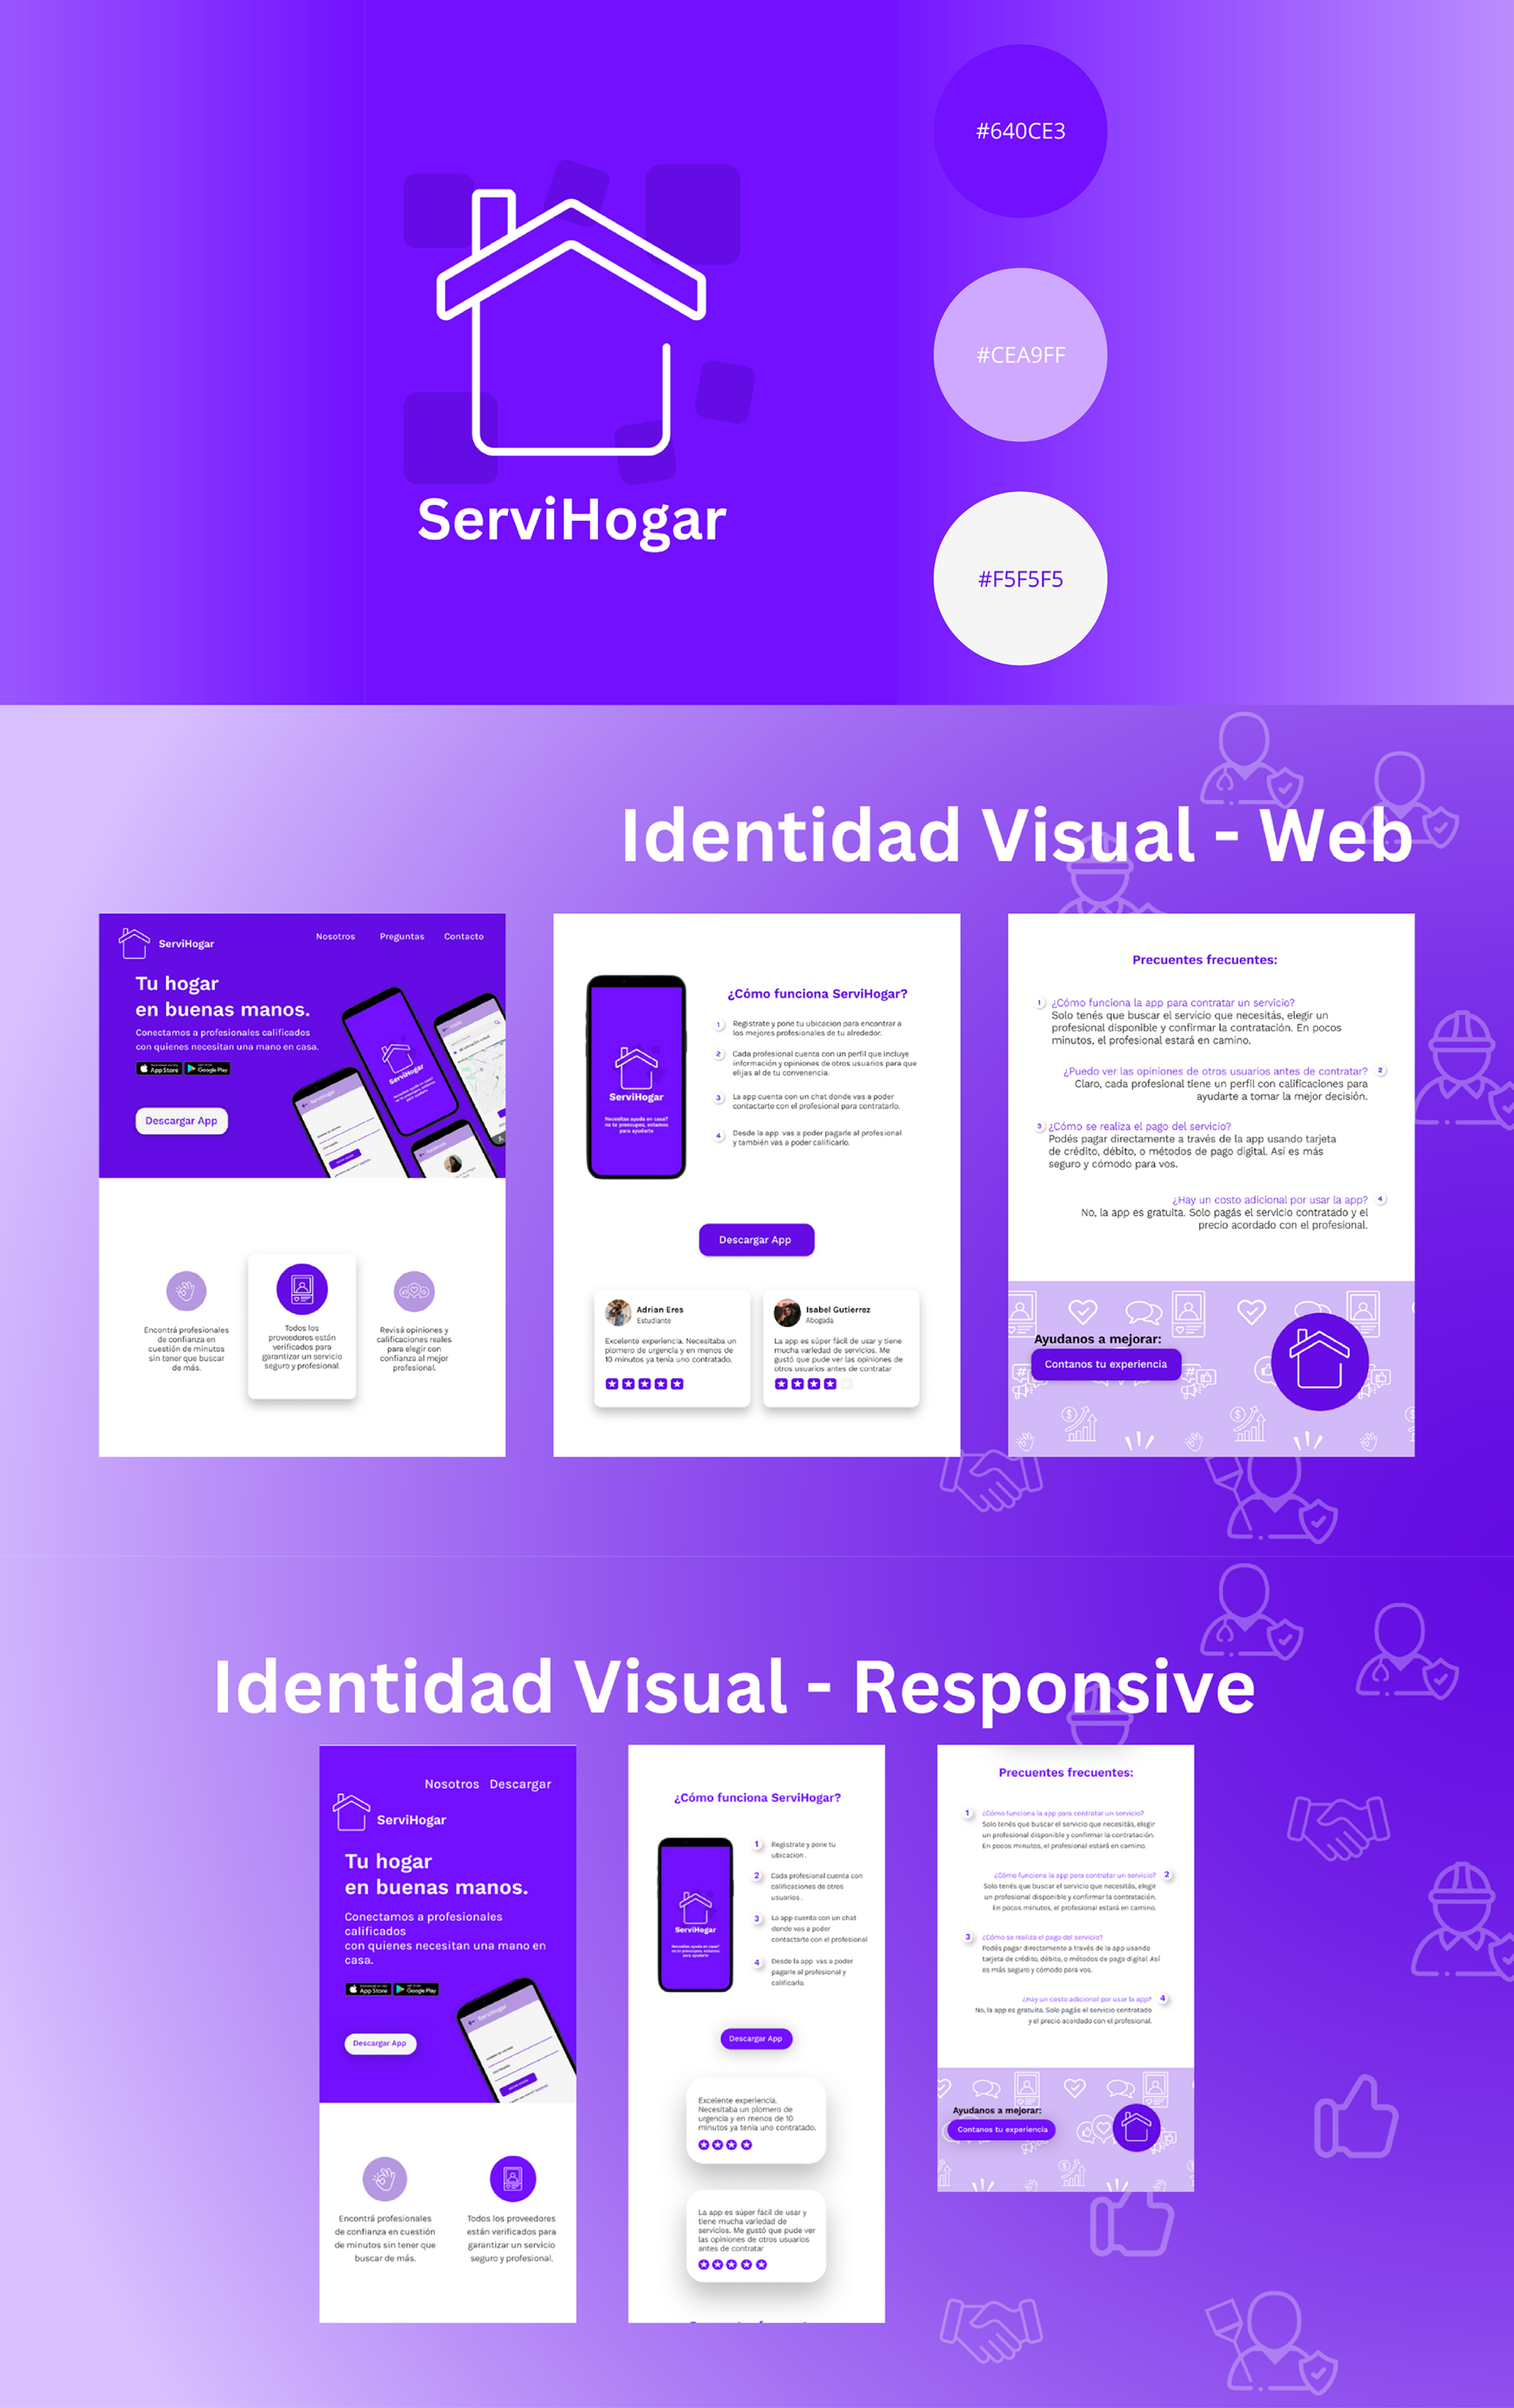 #640CE3
#CEA9FF
#F5F5F5
ServiHogar
Identidad Visual - Web
ServiHogar
Nosotros
Preguntas
Contacto
Tu hogar
en buenas manos.
Conectamos a profesionales calificados
con quienes necesitan una mano en casa.
App Store
Google Play
Descargar App
ServiHogar
Encontrá profesionales
de confianza en
cuestión de minutos
sin tener que buscar
de más.
Todos los
proveedores están
verificados para
garantizar un servicio
seguro y profesional.
Revisá opiniones y
calificaciones reales
para elegir con
confianza al mejor
profesional.
ServiHogar
Necesitas ayuda en casa?
no te preocupes, estamos
para ayudarte
¿Cómo funciona ServiHogar?
1 Registrate y pone tu ubicacion para encontrar a
los mejores profesionales de tu alrededor.
2 Cada profesional cuenta con un perfil que incluye
información y opiniones de otros usuarios para que
elijas al de tu convenencia.
3 La app cuenta con un chat donde vas a poder
contactarte con el profesional para contratarlo.
4 Desde la app vas a poder pagarle al profesional
y también vas a poder calificarlo.
Descargar App
Adrian Eres
Estudiante
Excelente experiencia. Necesitaba un
plomero de urgencia y en menos de
10 minutos ya tenía uno contratado.
Isabel Gutierrez
Abogada
La app es súper fácil de usar y tiene
mucha variedad de servicios. Me
gustó que pude ver las opiniones de
otros usuarios antes de contratar
Precuentes frecuentes:
1 ¿Cómo funciona la app para contratar un servicio?
Solo tenés que buscar el servicio que necesitás, elegir un
profesional disponible y confirmar la contratación. En pocos
minutos, el profesional estará en camino.
¿Puedo ver las opiniones de otros usuarios antes de contratar? 2
Claro, cada profesional tiene un perfil con calificaciones para
ayudarte a tomar la mejor decisión.
3 ¿Cómo se realiza el pago del servicio?
Podés pagar directamente a través de la app usando tarjeta
de crédito, débito, o métodos de pago digital. Así es más
seguro y cómodo para vos.
¿Hay un costo adicional por usar la app? 4
No, la app es gratuita. Solo pagás el servicio contratado y el
precio acordado con el profesional.
Ayudanos a mejorar:
Contanos tu experiencia
Identidad Visual - Responsive
Nosotros Descargar
ServiHogar
Tu hogar
en buenas manos.
Conectamos a profesionales
calificados
con quienes necesitan una mano en
casa.
App Store
Google Play
Descargar App
ServiHogar
Encontrá profesionales
de confianza en cuestión
de minutos sin tener que
buscar de más.
Todos los proveedores
están verificados para
garantizar un servicio
seguro y profesional.
¿Cómo funciona ServiHogar?
ServiHogar
Necesitas ayuda en casa?
no te preocupes, estamos
para ayudarte
1 Registrate y pone tu
ubicacion .
2 Cada profesional cuenta con
calificaciones de otros
usuarios .
3 La app cuenta con un chat
donde vas a poder
contactarte con el profesional
4 Desde la app vas a poder
pagarle al profesional y
calificarlo.
Descargar App
Excelente experiencia.
Necesitaba un plomero de
urgencia y en menos de 10
minutos ya tenía uno contratado.
La app es súper fácil de usar y
tiene mucha variedad de
servicios. Me gustó que pude ver
las opiniones de otros usuarios
antes de contratar
Precuentes frecuentes:
1 ¿Cómo funciona la app para contratar un servicio?
Solo tenés que buscar el servicio que necesitás, elegir
un profesional disponible y confirmar la contratación.
En pocos minutos, el profesional estará en camino.
¿Cómo funciona la app para contratar un servicio? 2
Solo tenés que buscar el servicio que necesitás, elegir
un profesional disponible y confirmar la contratación.
En pocos minutos, el profesional estará en camino.
3 ¿Cómo se realiza el pago del servicio?
Podés pagar directamente a través de la app usando
tarjeta de crédito, débito, o métodos de pago digital. Así
es más seguro y cómodo para vos.
¿Hay un costo adicional por usar la app? 4
No, la app es gratuita. Solo pagás el servicio contratado
y el precio acordado con el profesional.
Ayudanos a mejorar:
Contanos tu experiencia